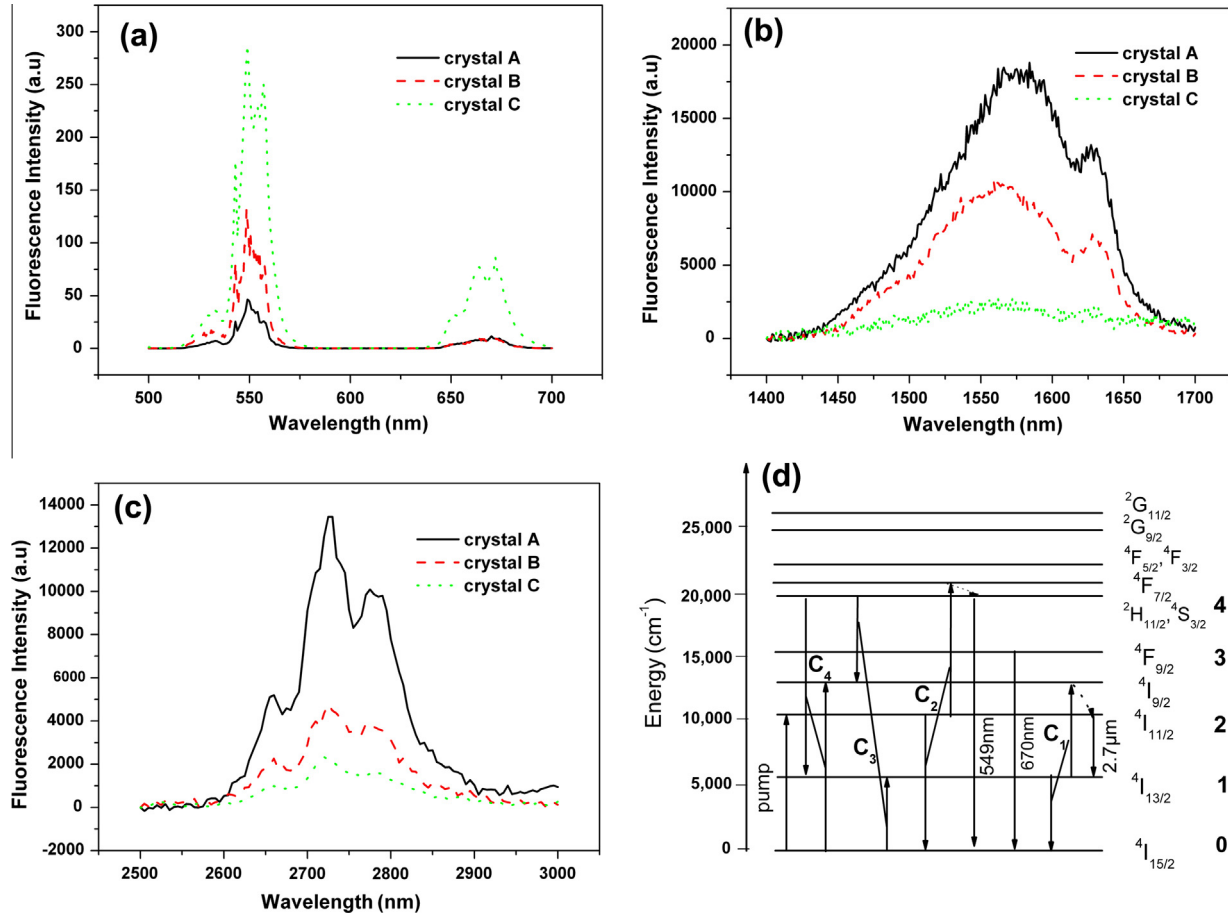 (a)
crystal A
crystal B
crystal C
300
250
200
150
100
50
0
Fluorescence Intensity (a.u)
500
550
600
650
700
Wavelength (nm)
(b)
crystal A
crystal B
crystal C
20000
15000
10000
5000
0
Fluorescence Intensity (a.u)
1400
1450
1500
1550
1600
1650
1700
Wavelength (nm)
(c)
crystal A
crystal B
crystal C
14000
12000
10000
8000
6000
4000
2000
0
-2000
Fluorescence Intensity (a.u)
2500
2600
2700
2800
2900
3000
Wavelength (nm)
(d)
Energy (cm⁻¹)
25,000
20,000
15,000
10,000
5,000
0
²G₁₁/₂
²G₉/₂
⁴F₅/₂,⁴F₃/₂
⁴F₇/₂
4
²H₁₁/₂,⁴S₃/₂
⁴F₉/₂ 3
⁴I₉/₂
⁴I₁₁/₂ 2
⁴I₁₃/₂ 1
⁴I₁₅/₂ 0
pump
C₄
C₃
C₂
549nm
670nm
C₁
2.7μm